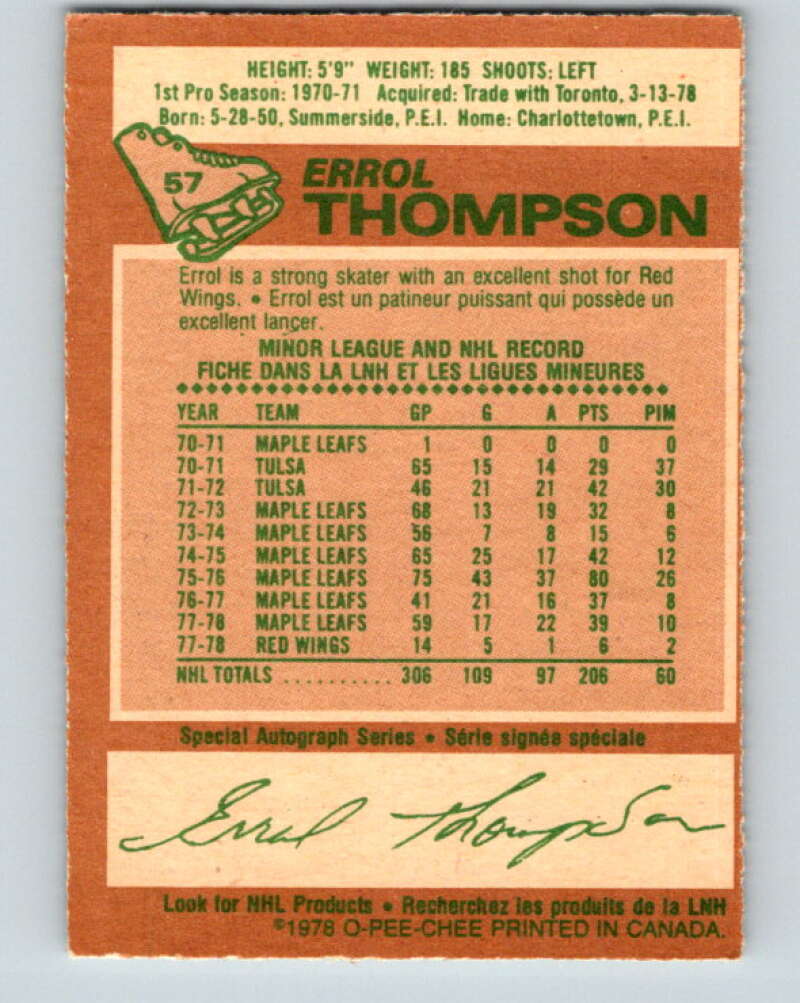 HEIGHT: 5'9" WEIGHT: 185 SHOOTS: LEFT
1st Pro Season: 1970-71 Acquired: Trade with Toronto, 3-13-78
Born: 5-28-50, Summerside, P.E.I. Home: Charlottetown, P.E.I.
57
ERROL
THOMPSON
Errol is a strong skater with an excellent shot for Red
Wings. • Errol est un patineur puissant qui possède un
excellent lançer.
MINOR LEAGUE AND NHL RECORD
FICHE DANS LA LNH ET LES LIGUES MINEURES
YEAR TEAM GP G A PTS PIM
70-71 MAPLE LEAFS 1 0 0 0 0
70-71 TULSA 65 15 14 29 37
71-72 TULSA 46 21 21 42 30
72-73 MAPLE LEAFS 68 13 19 32 8
73-74 MAPLE LEAFS 56 7 8 15 6
74-75 MAPLE LEAFS 65 25 17 42 12
75-76 MAPLE LEAFS 75 43 37 80 26
76-77 MAPLE LEAFS 41 21 16 37 8
77-78 MAPLE LEAFS 59 17 22 39 10
77-78 RED WINGS 14 5 1 6 2
NHL TOTALS .......... 306 109 97 206 60
Special Autograph Series • Série signée spéciale
Errol Thompson
Look for NHL Products • Recherchez les produits de la LNH
©1978 O-PEE-CHEE PRINTED IN CANADA.